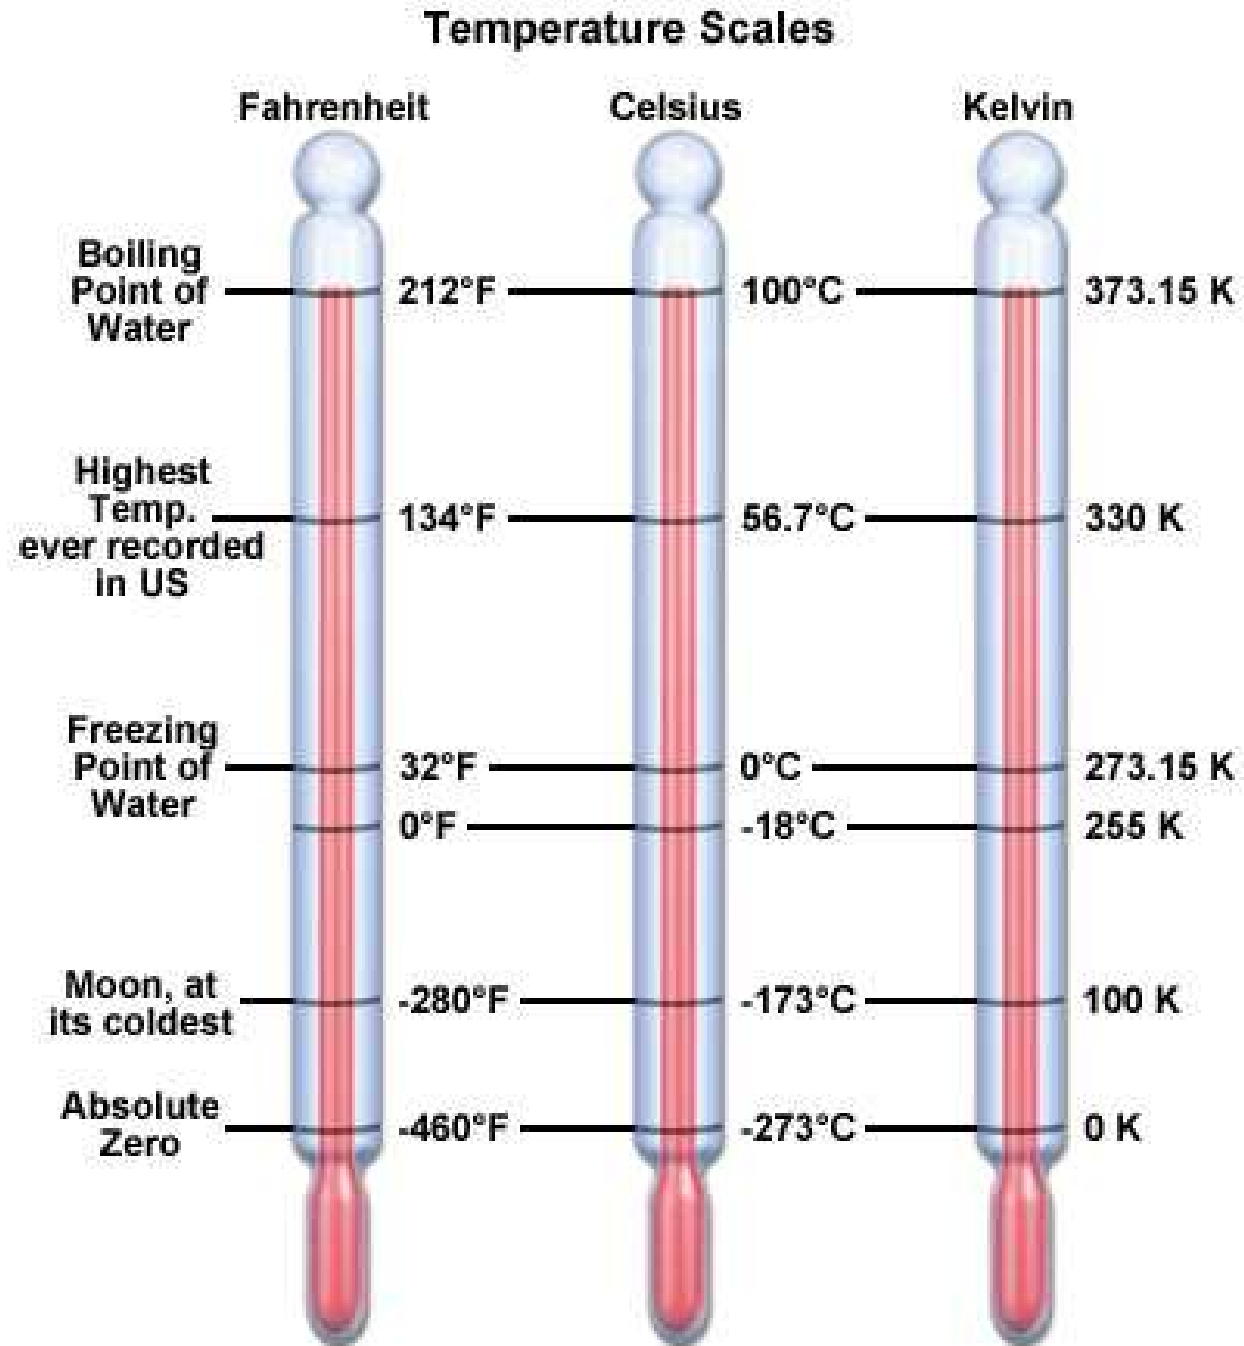 Temperature Scales
Fahrenheit Celsius Kelvin
Boiling
Point of
Water
212°F 100°C 373.15 K
Highest
Temp.
ever recorded
in US
134°F 56.7°C 330 K
Freezing
Point of
Water
32°F 0°C 273.15 K
0°F -18°C 255 K
Moon, at
its coldest
-280°F -173°C 100 K
Absolute
Zero
-460°F -273°C 0 K